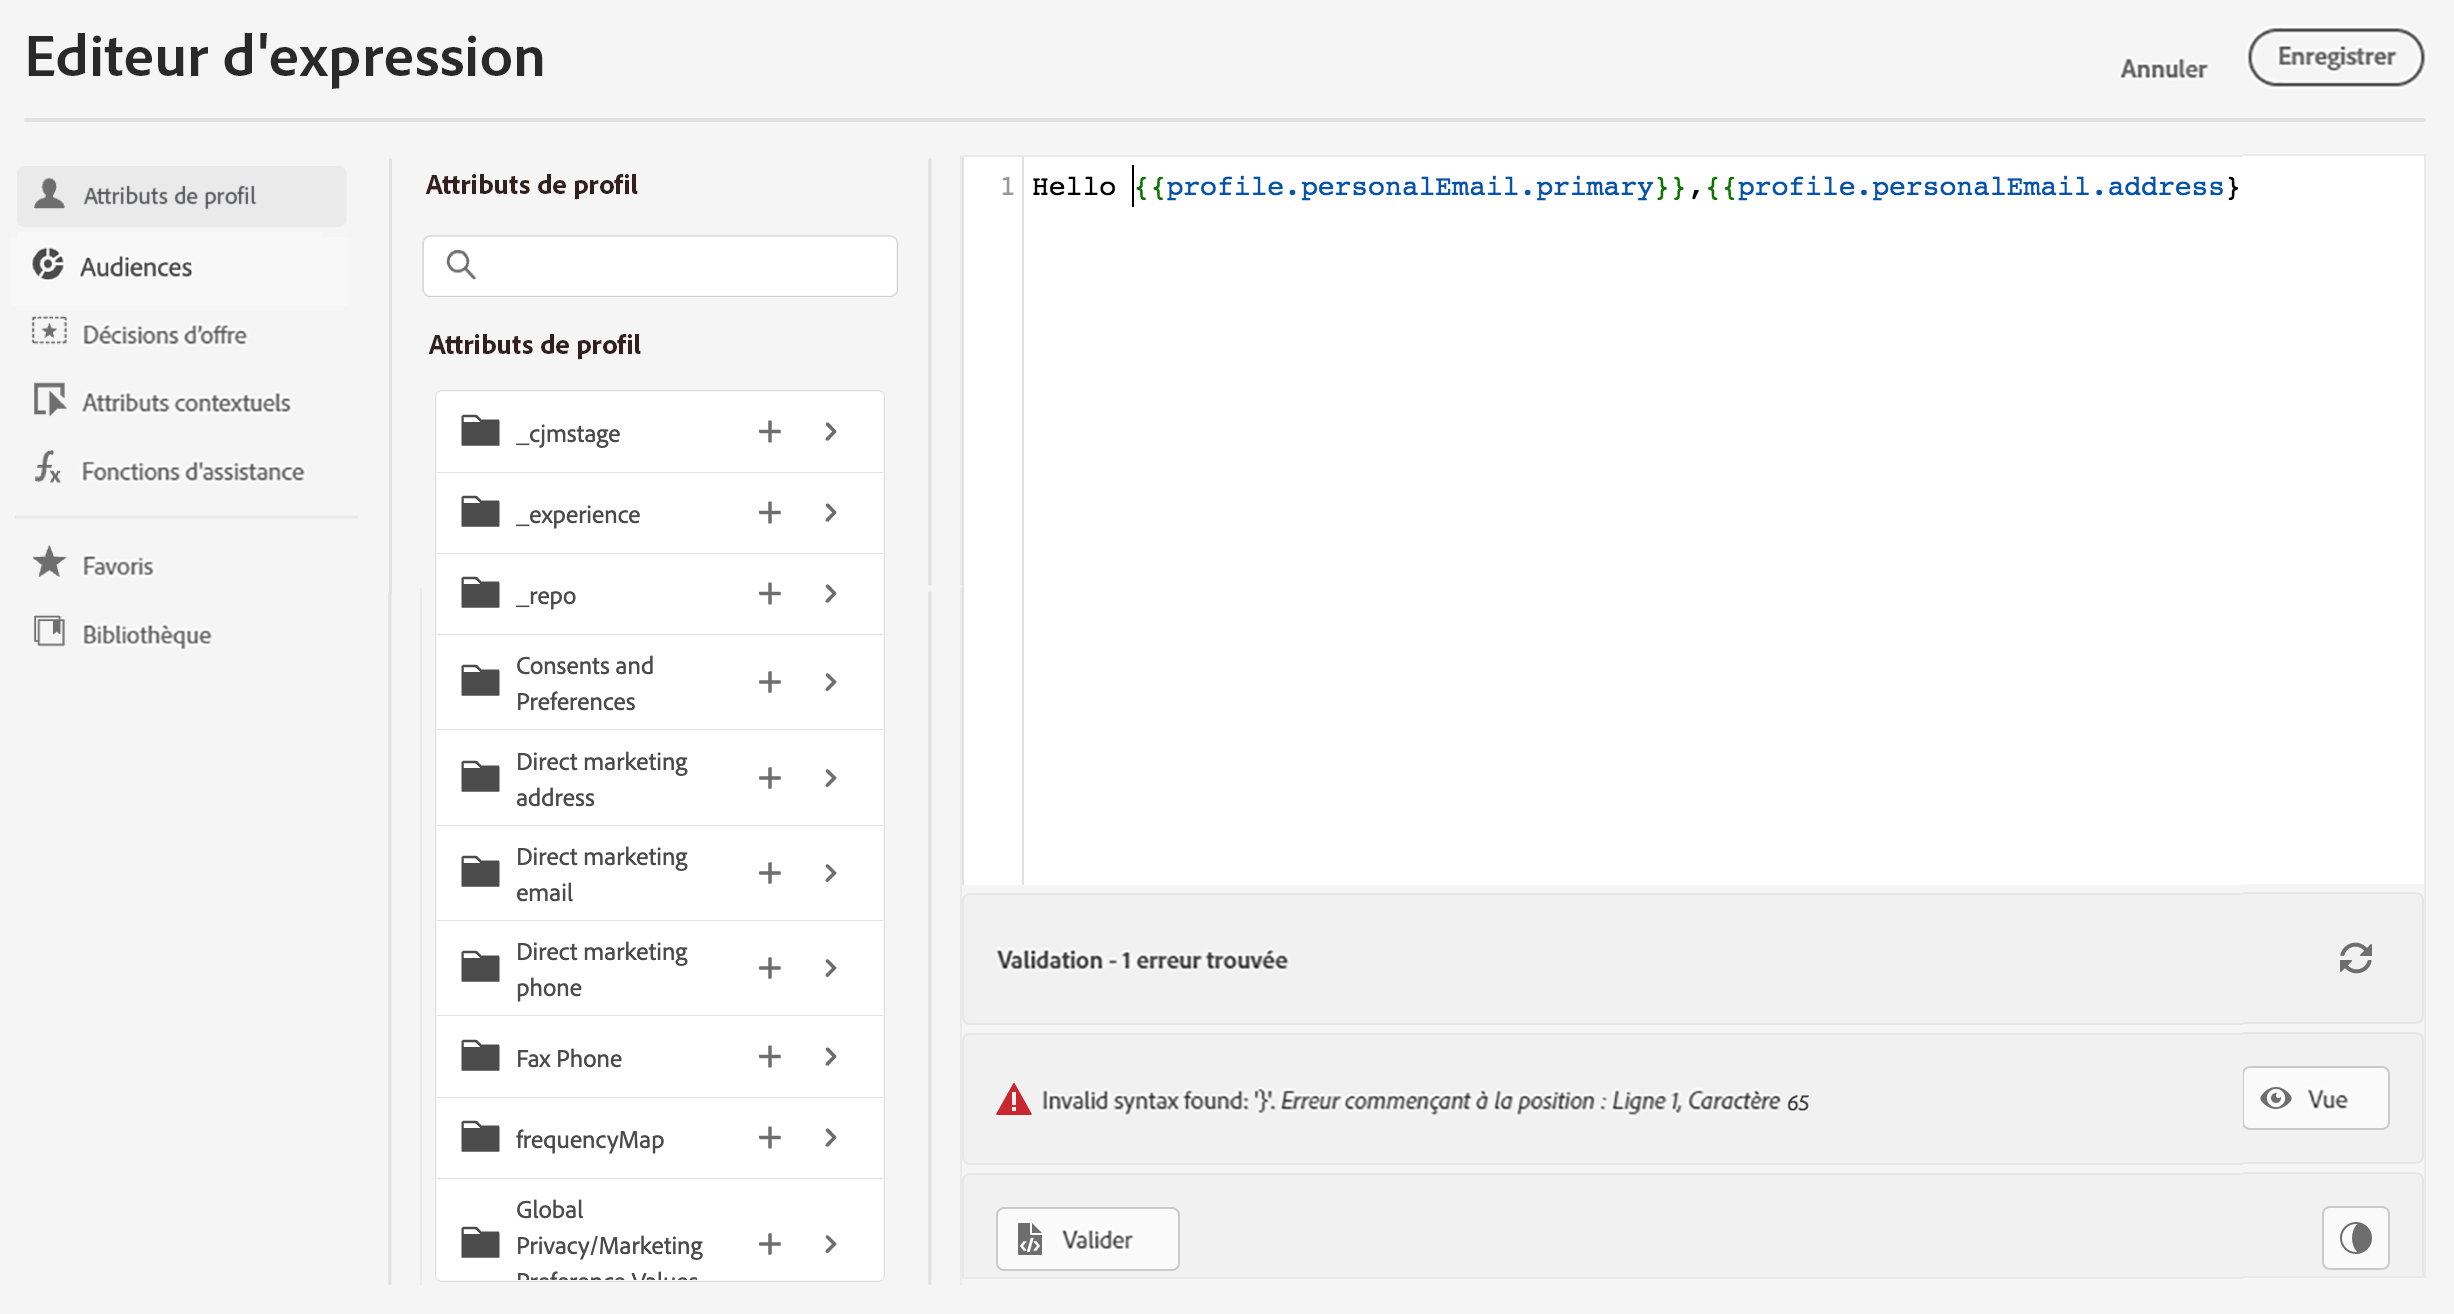 Editeur d'expression
Annuler
Enregistrer
Attributs de profil
Audiences
Décisions d'offre
Attributs contextuels
Fonctions d'assistance
Favoris
Bibliothèque
Attributs de profil
Attributs de profil
_cjmstage
_experience
_repo
Consents and
Preferences
Direct marketing
address
Direct marketing
email
Direct marketing
phone
Fax Phone
frequencyMap
Global
Privacy/Marketing
Preference Values
1 Hello {{profile.personalEmail.primary}},{{profile.personalEmail.address}
Validation - 1 erreur trouvée
Invalid syntax found: '}'. Erreur commençant à la position : Ligne 1, Caractère 65
Vue
Valider